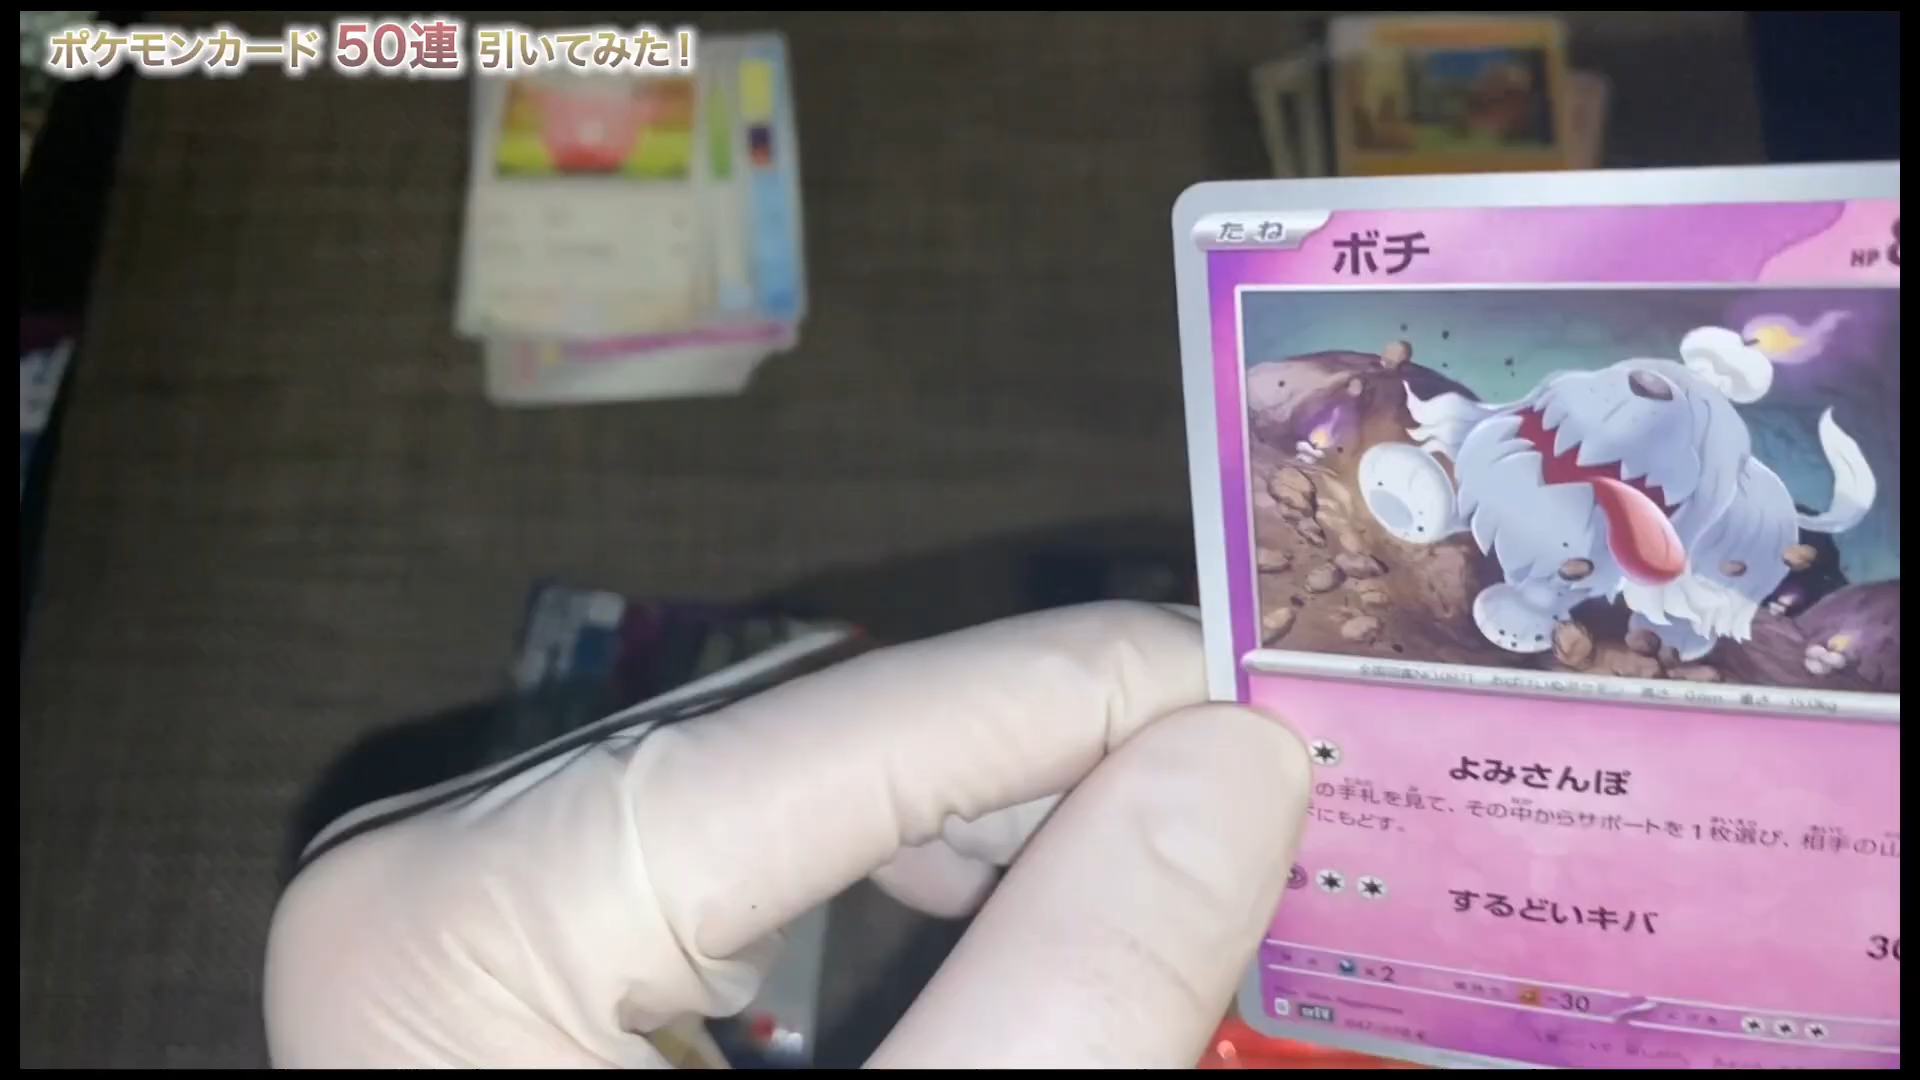 ポケモンカード 50連 引いてみた!
たね
ボチ
HP
よみさんぽ
の手札を見て、その中からサポートを1枚選び、相手の山
にもどす。
するどいキバ
30
×2
-30
sv1V